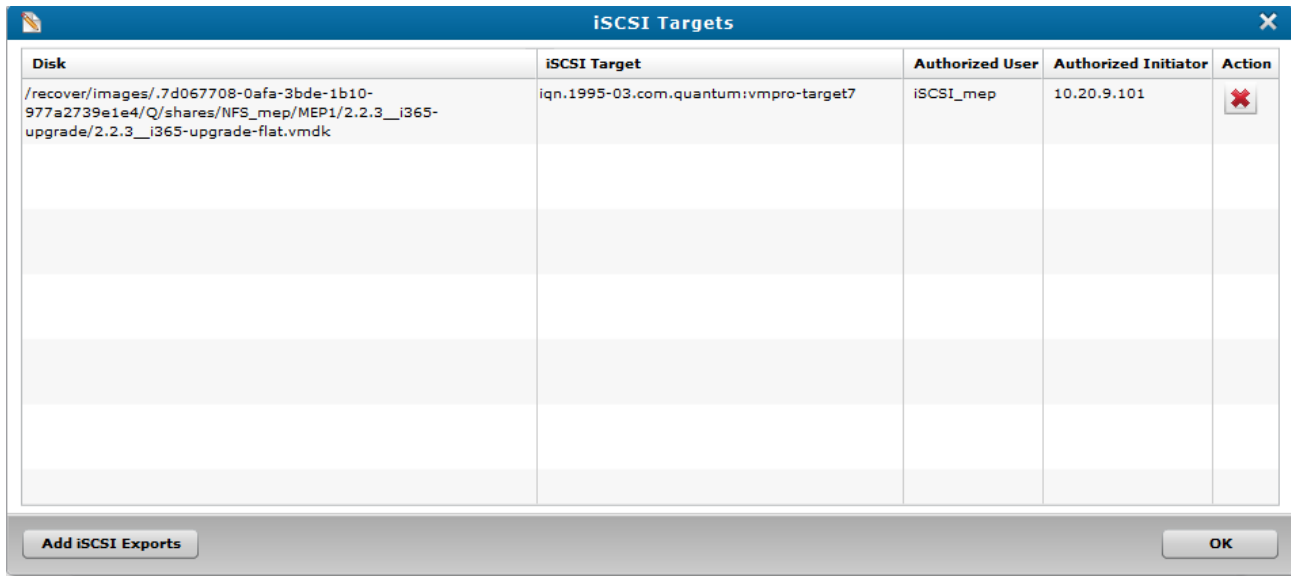 iSCSI Targets
Disk iSCSI Target Authorized User Authorized Initiator Action
/recover/images/.7d067708-0afa-3bde-1b10- iqn.1995-03.com.quantum:vmpro-target7 iSCSI_mep 10.20.9.101
977a2739e1e4/Q/shares/NFS_mep/MEP1/2.2.3__i365-
upgrade/2.2.3__i365-upgrade-flat.vmdk
Add iSCSI Exports OK